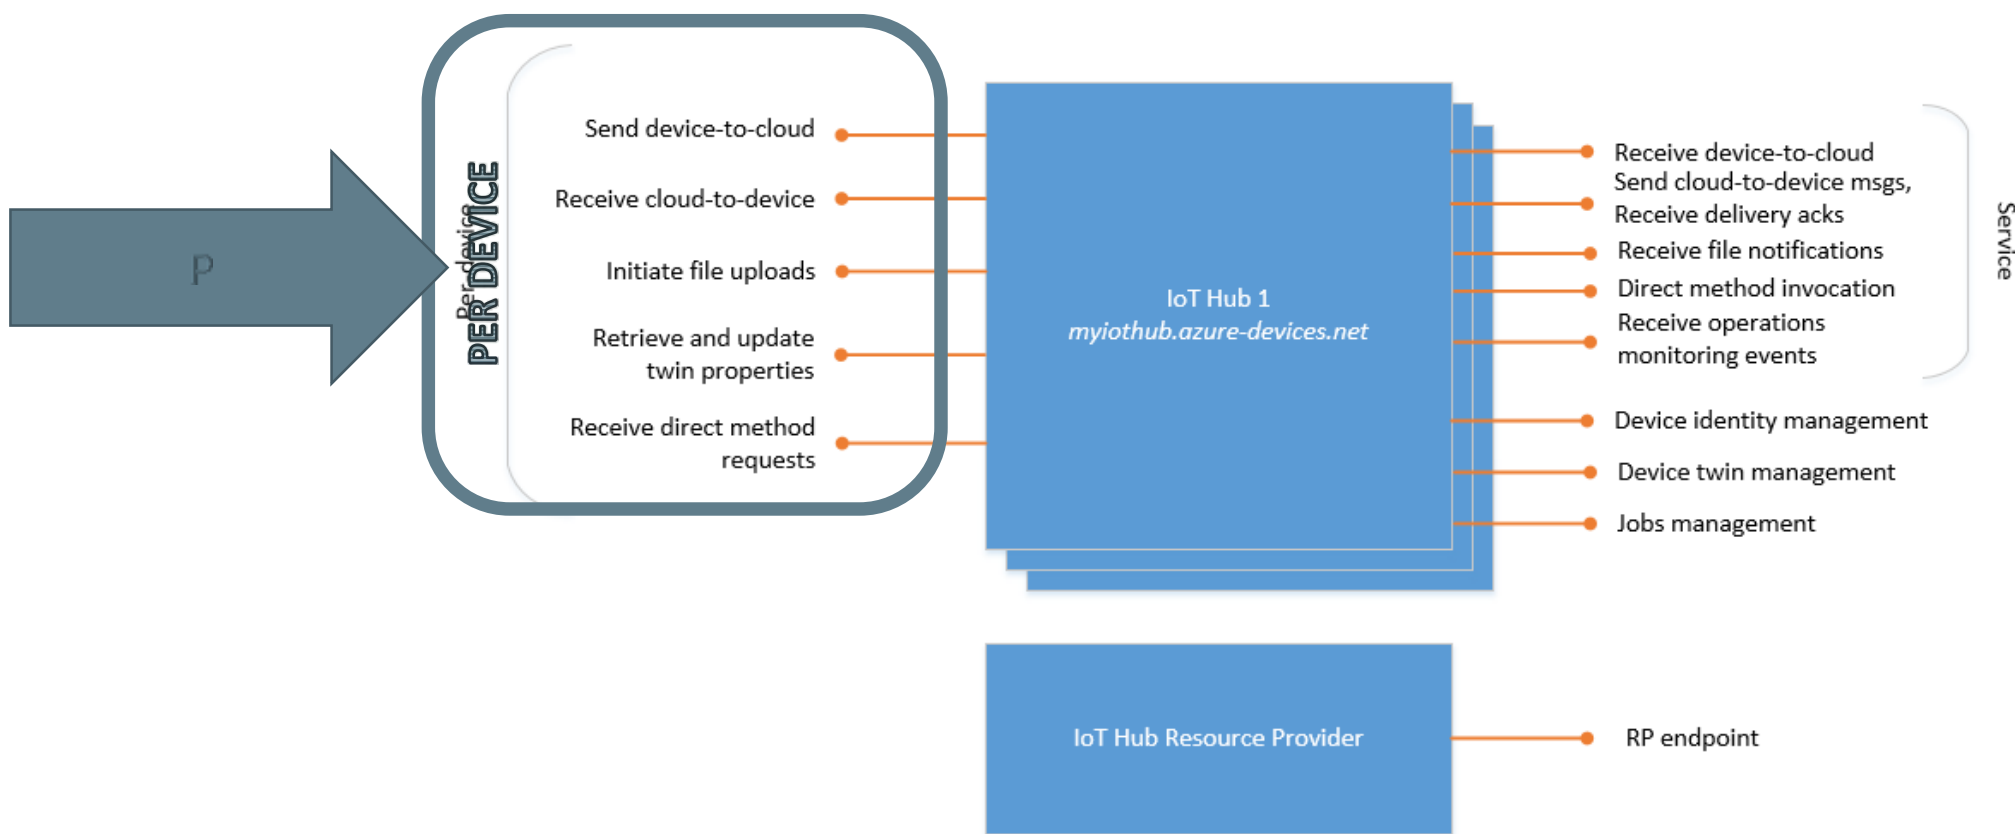 P
Per device
PER DEVICE
Send device-to-cloud
Receive cloud-to-device
Initiate file uploads
Retrieve and update
twin properties
Receive direct method
requests
IoT Hub 1
myiothub.azure-devices.net
Receive device-to-cloud
Send cloud-to-device msgs,
Receive delivery acks
Receive file notifications
Direct method invocation
Receive operations
monitoring events
Service
Device identity management
Device twin management
Jobs management
IoT Hub Resource Provider
RP endpoint